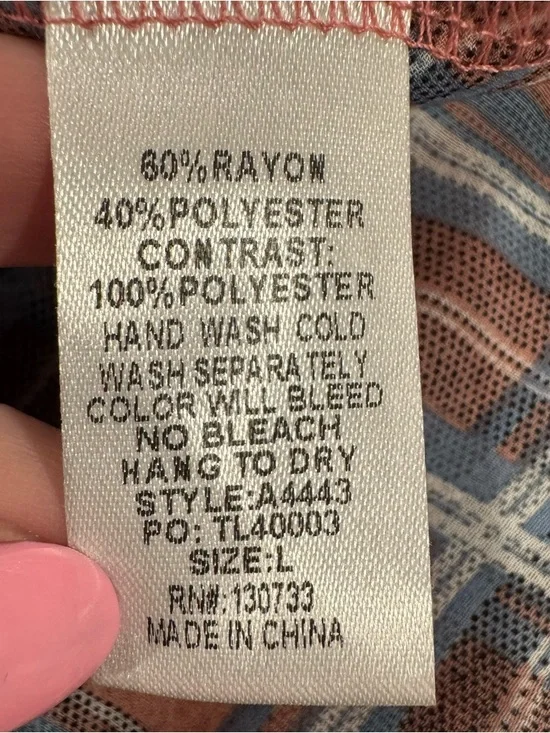 60% RAYON
40% POLYESTER
CONTRAST:
100% POLYESTER
HAND WASH COLD
WASH SEPARATELY
COLOR WILL BLEED
NO BLEACH
HANG TO DRY
STYLE:A4443
PO: TL40003
SIZE:L
RN#:130733
MADE IN CHINA